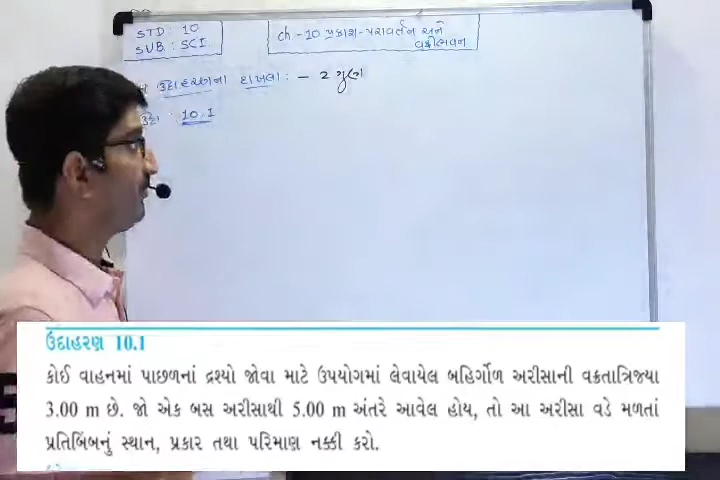 STD: 10
SUB: SCI
ch.-10 પ્રકાશ-પરાવર્તન અને
વક્રીભવન
ઉદાહરણના દાખલા: - 2 ગુણ
10.1
ઉદાહરણ 10.1
કોઈ વાહનમાં પાછળનાં દ્રશ્યો જોવા માટે ઉપયોગમાં લેવાયેલ બહિર્ગોળ અરીસાની વક્રતાત્રિજ્યા
3.00 m છે. જો એક બસ અરીસાથી 5.00 m અંતરે આવેલ હોય, તો આ અરીસા વડે મળતાં
પ્રતિબિંબનું સ્થાન, પ્રકાર તથા પરિમાણ નક્કી કરો.